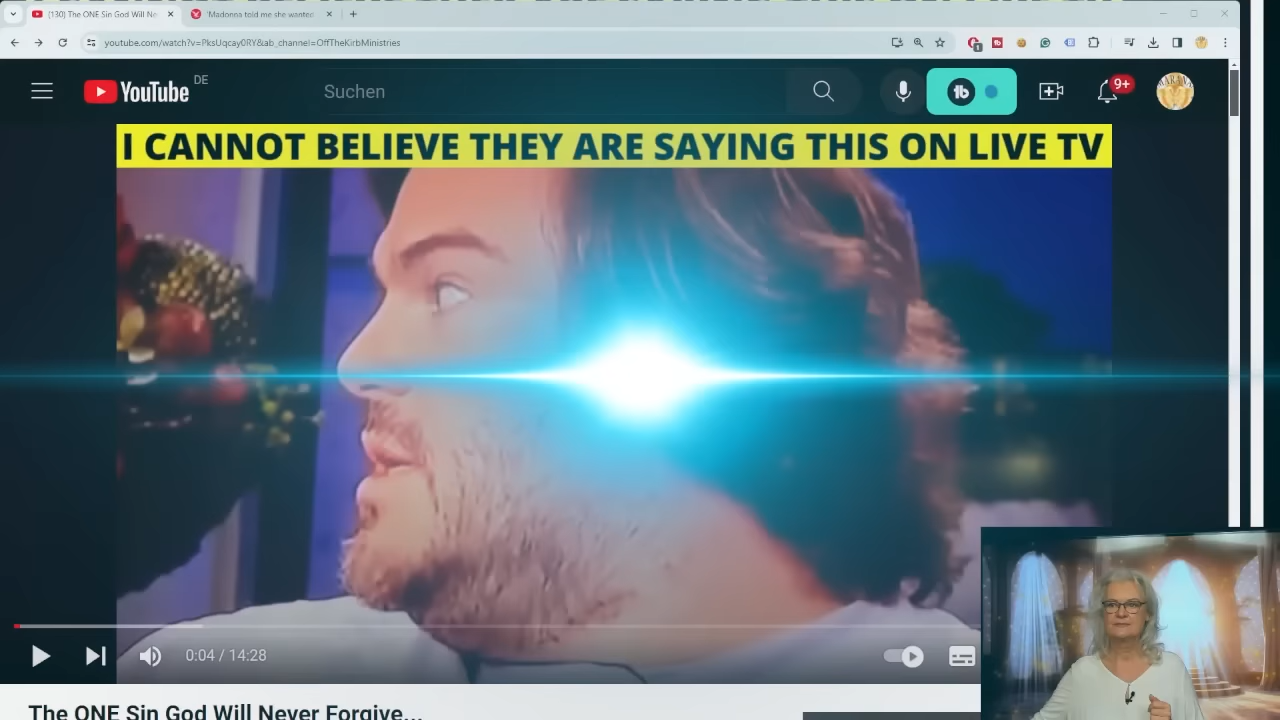 (130) The ONE Sin God Will Ne
'Madonna told me she wanted
youtube.com/watch?v=PksUqcay0RY&ab_channel=OffTheKirbMinistries
YouTube DE
Suchen
9+
I CANNOT BELIEVE THEY ARE SAYING THIS ON LIVE TV
0:04 / 14:28
The ONE Sin God Will Never Forgive...